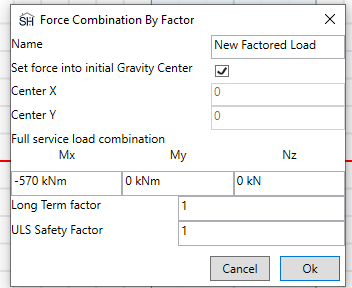 SH Force Combination By Factor
Name New Factored Load
Set force into initial Gravity Center
Center X 0
Center Y 0
Full service load combination
Mx My Nz
-570 kNm 0 kNm 0 kN
Long Term factor 1
ULS Safety Factor 1
Cancel Ok